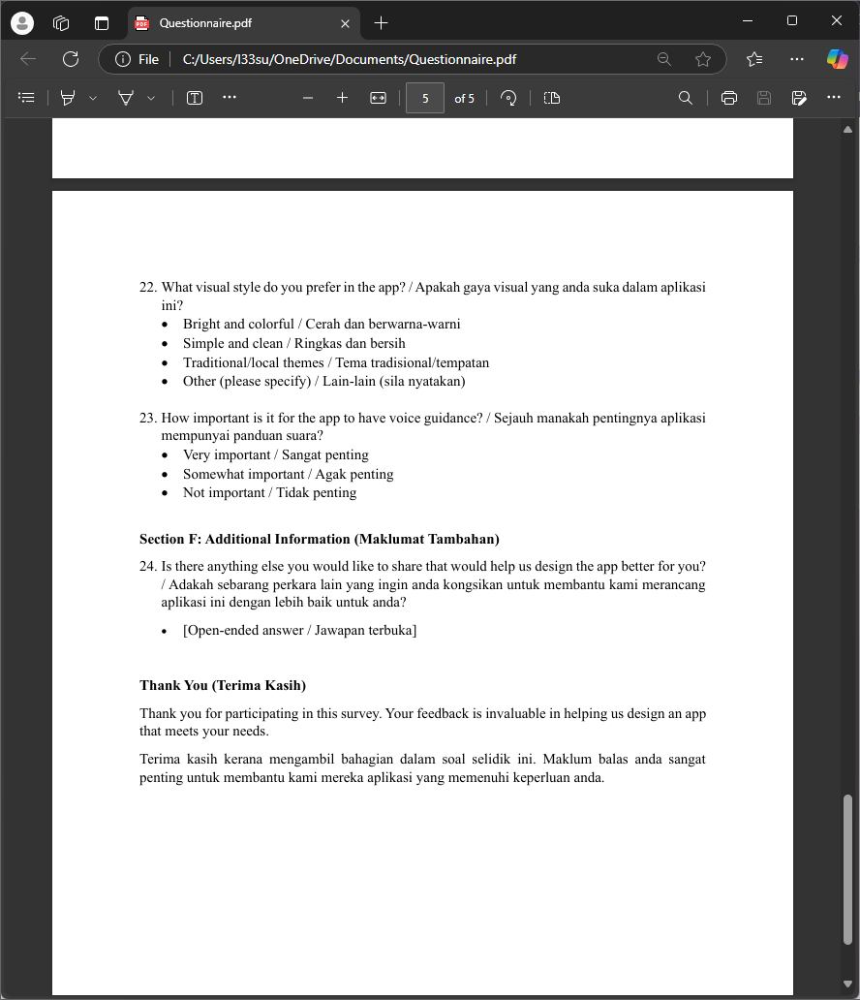 Questionnaire.pdf
File
C:/Users/l33su/OneDrive/Documents/Questionnaire.pdf
5 of 5
22. What visual style do you prefer in the app? / Apakah gaya visual yang anda suka dalam aplikasi
ini?
• Bright and colorful / Cerah dan berwarna-warni
• Simple and clean / Ringkas dan bersih
• Traditional/local themes / Tema tradisional/tempatan
• Other (please specify) / Lain-lain (sila nyatakan)
23. How important is it for the app to have voice guidance? / Sejauh manakah pentingnya aplikasi
mempunyai panduan suara?
• Very important / Sangat penting
• Somewhat important / Agak penting
• Not important / Tidak penting
Section F: Additional Information (Maklumat Tambahan)
24. Is there anything else you would like to share that would help us design the app better for you?
/ Adakah sebarang perkara lain yang ingin anda kongsikan untuk membantu kami merancang
aplikasi ini dengan lebih baik untuk anda?
• [Open-ended answer / Jawapan terbuka]
Thank You (Terima Kasih)
Thank you for participating in this survey. Your feedback is invaluable in helping us design an app
that meets your needs.
Terima kasih kerana mengambil bahagian dalam soal selidik ini. Maklum balas anda sangat
penting untuk membantu kami mereka aplikasi yang memenuhi keperluan anda.